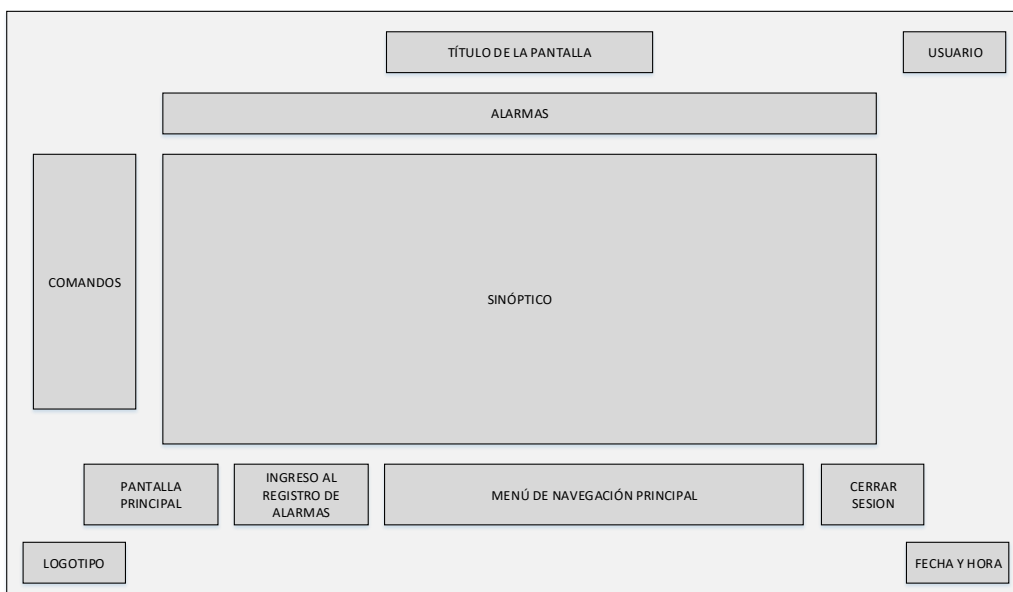 TÍTULO DE LA PANTALLA
USUARIO
ALARMAS
COMANDOS
SINÓPTICO
PANTALLA
PRINCIPAL
INGRESO AL
REGISTRO DE
ALARMAS
MENÚ DE NAVEGACIÓN PRINCIPAL
CERRAR
SESION
LOGOTIPO
FECHA Y HORA